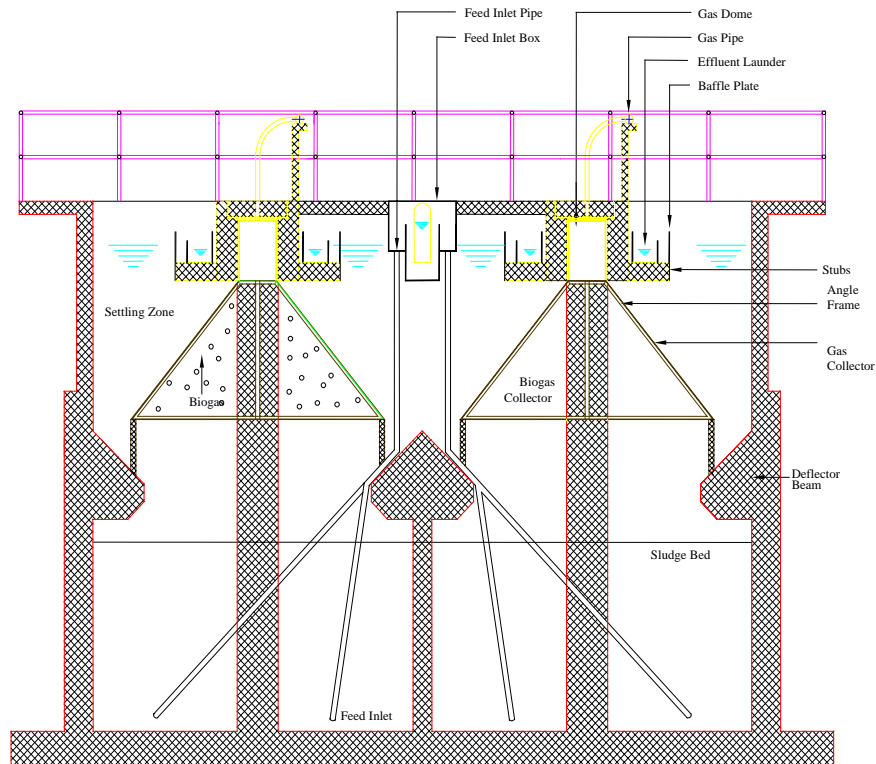 Feed Inlet Pipe
Feed Inlet Box
Gas Dome
Gas Pipe
Effluent Launder
Baffle Plate
Stubs
Angle
Frame
Settling Zone
Gas
Collector
Biogas
Biogas
Collector
Deflector
Beam
Sludge Bed
Feed Inlet